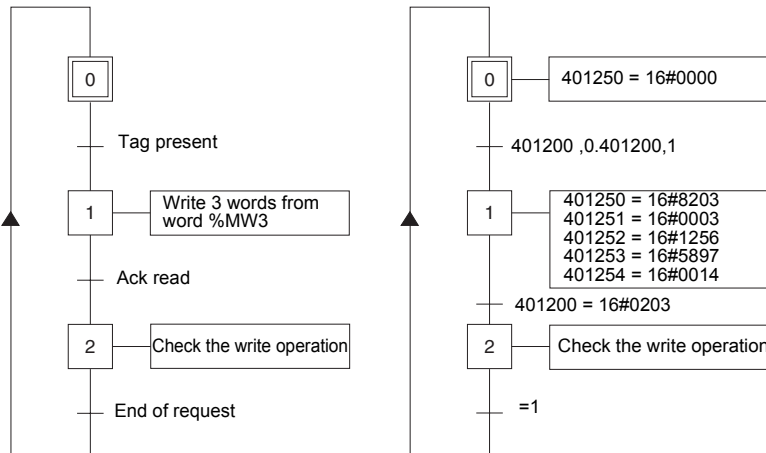 0
Tag present
1
Write 3 words from
word %MW3
Ack read
2
Check the write operation
End of request
0
401250 = 16#0000
401200 ,0.401200,1
1
401250 = 16#8203
401251 = 16#0003
401252 = 16#1256
401253 = 16#5897
401254 = 16#0014
401200 = 16#0203
2
Check the write operation
=1